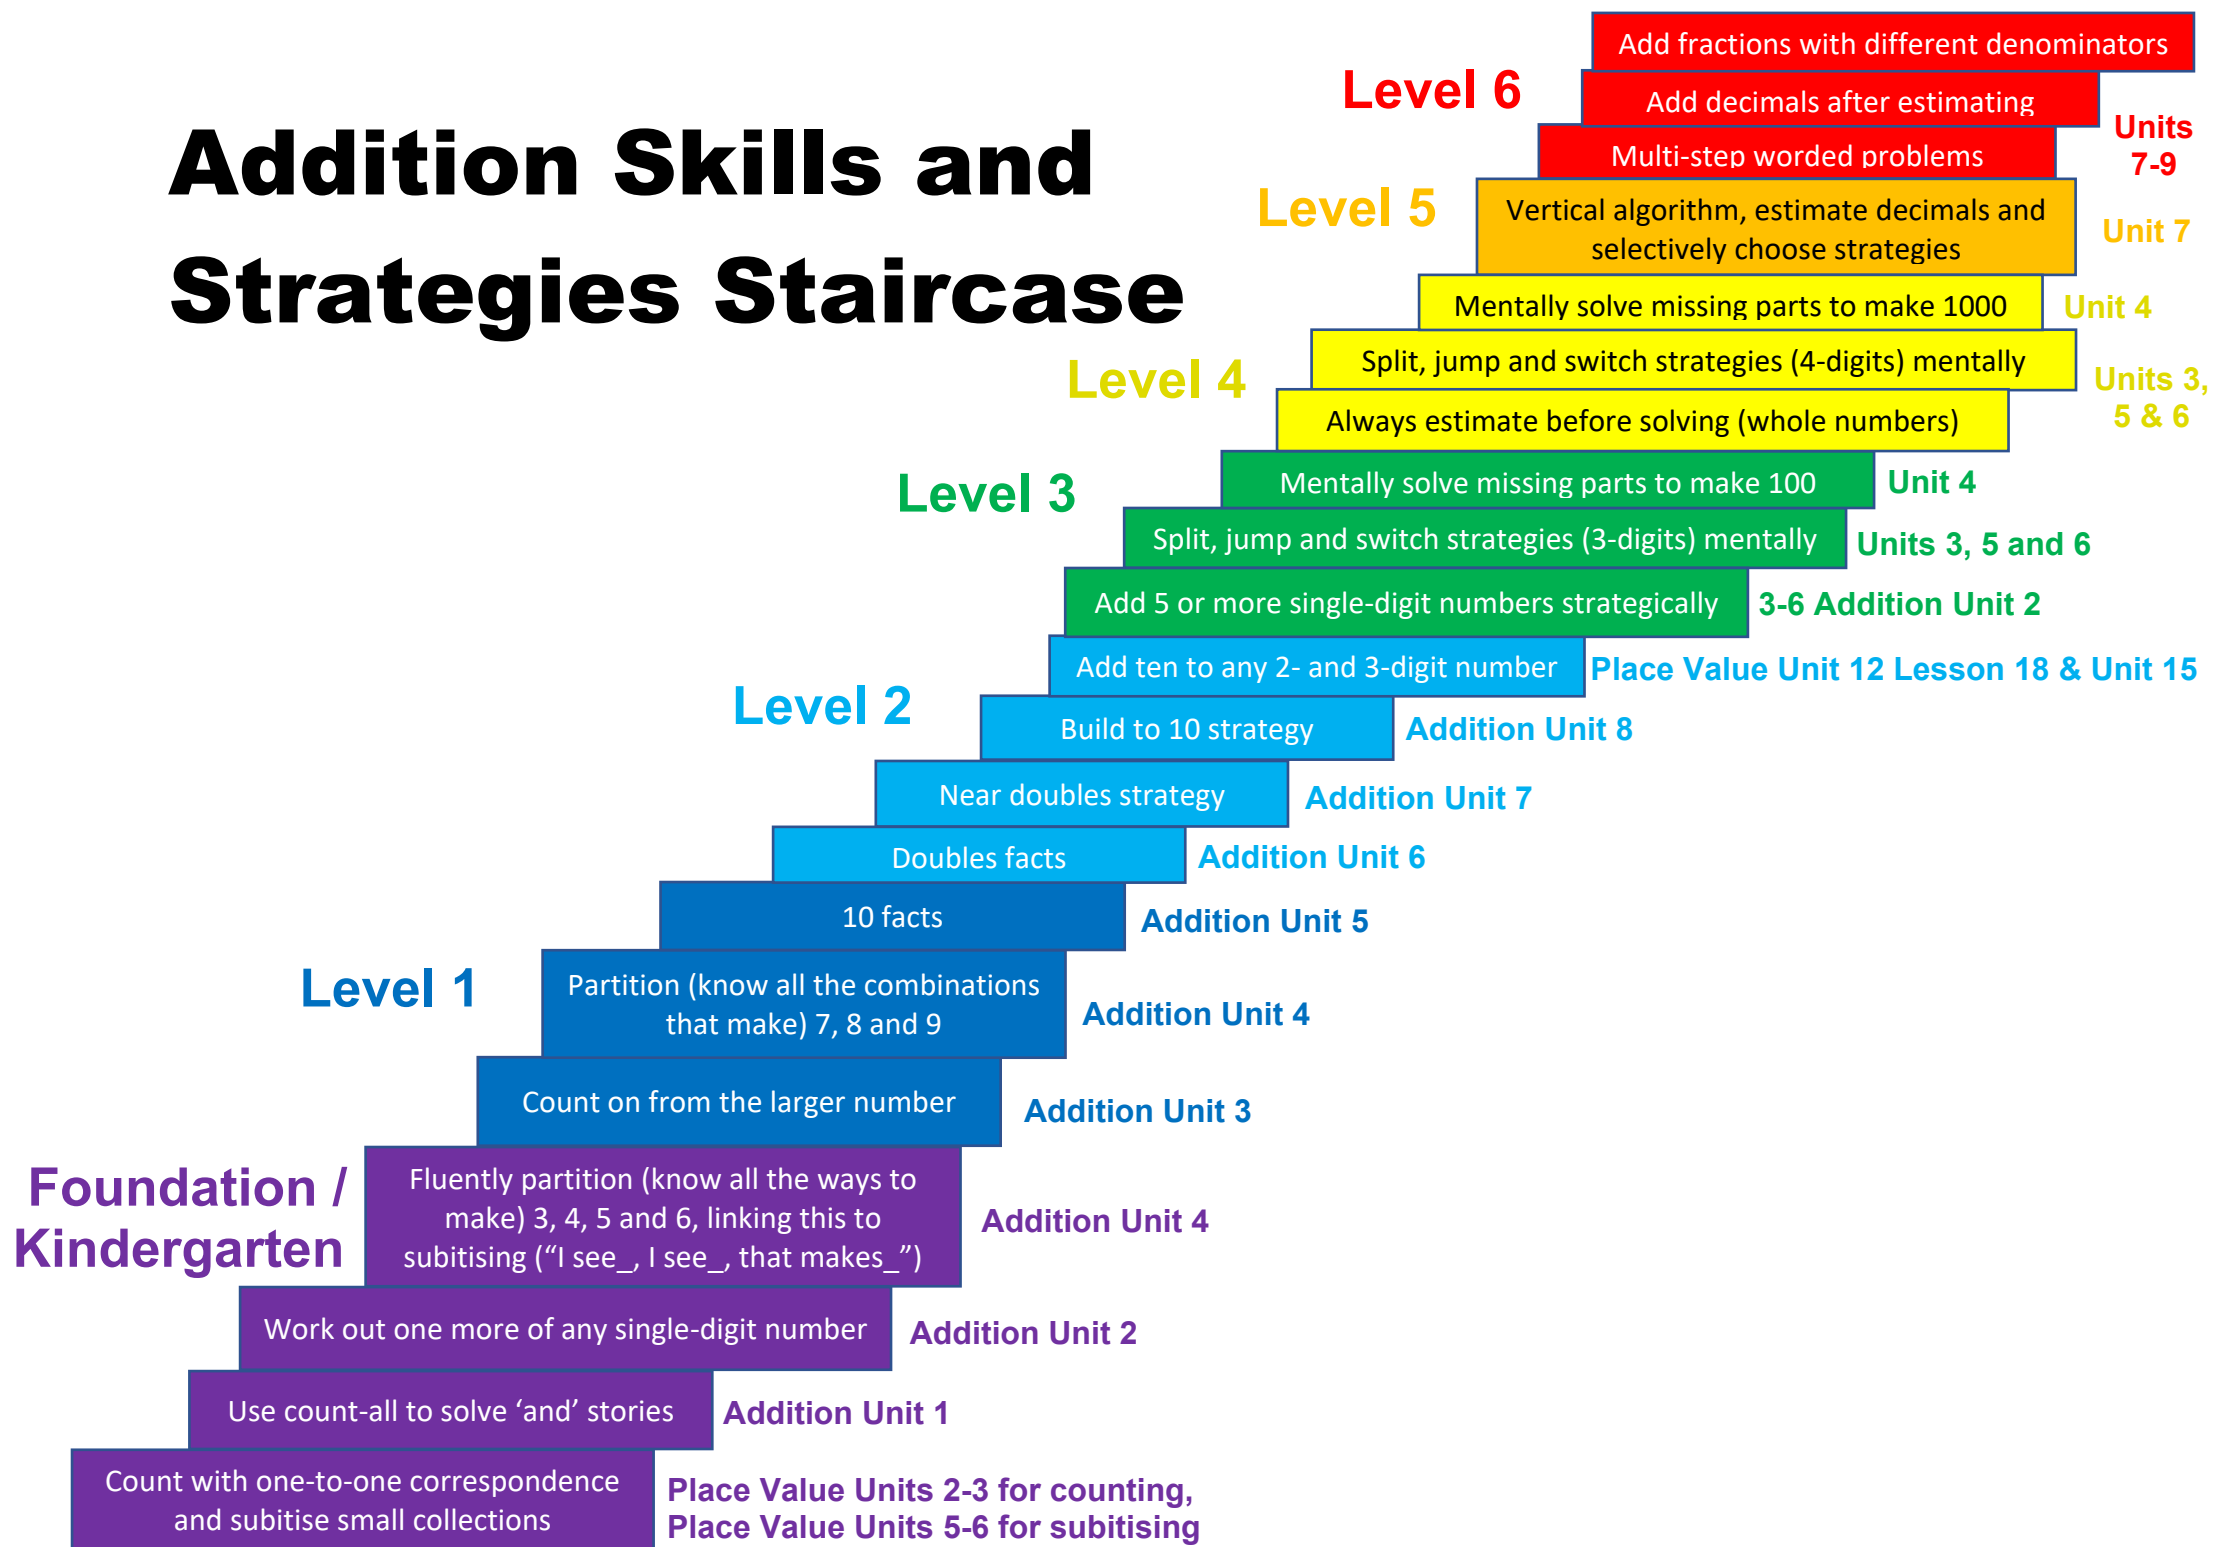 Addition Skills and
Strategies Staircase
Add fractions with different denominators
Level 6
Add decimals after estimating
Units
7-9
Multi-step worded problems
Level 5
Vertical algorithm, estimate decimals and
selectively choose strategies
Unit 7
Mentally solve missing parts to make 1000
Unit 4
Level 4
Split, jump and switch strategies (4-digits) mentally
Units 3,
5 & 6
Always estimate before solving (whole numbers)
Level 3
Mentally solve missing parts to make 100
Unit 4
Split, jump and switch strategies (3-digits) mentally
Units 3, 5 and 6
Add 5 or more single-digit numbers strategically
3-6 Addition Unit 2
Level 2
Add ten to any 2- and 3-digit number
Place Value Unit 12 Lesson 18 & Unit 15
Build to 10 strategy
Addition Unit 8
Near doubles strategy
Addition Unit 7
Doubles facts
Addition Unit 6
10 facts
Addition Unit 5
Level 1
Partition (know all the combinations
that make) 7, 8 and 9
Addition Unit 4
Count on from the larger number
Addition Unit 3
Foundation /
Kindergarten
Fluently partition (know all the ways to
make) 3, 4, 5 and 6, linking this to
subitising (“I see_, I see_, that makes_”)
Addition Unit 4
Work out one more of any single-digit number
Addition Unit 2
Use count-all to solve ‘and’ stories
Addition Unit 1
Count with one-to-one correspondence
and subitise small collections
Place Value Units 2-3 for counting,
Place Value Units 5-6 for subitising